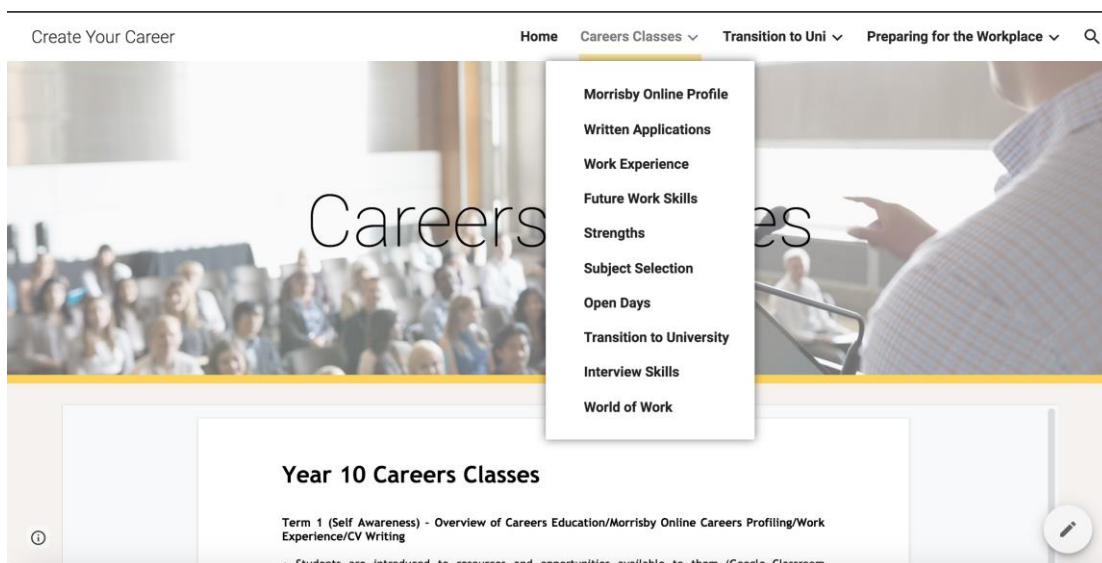 Create Your Career
Home Careers Classes Transition to Uni Preparing for the Workplace
Morrisby Online Profile
Written Applications
Work Experience
Future Work Skills
Strengths
Subject Selection
Open Days
Transition to University
Interview Skills
World of Work
Careers es
Year 10 Careers Classes
Term 1 (Self Awareness) - Overview of Careers Education/Morrisby Online Careers Profiling/Work
Experience/CV Writing
Students are introduced to resources and opportunities available to them (Google Classroom